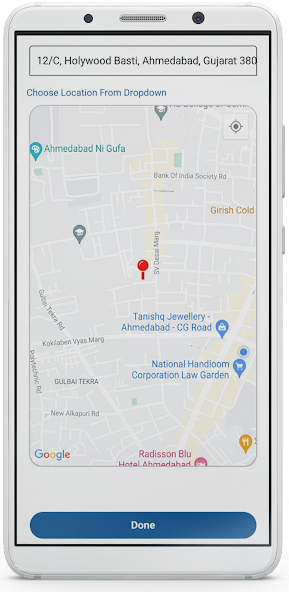 12/C, Holywood Basti, Ahmedabad, Gujarat 380
Choose Location From Dropdown
Ahmedabad Ni Gufa
Bank Of India Society Rd
Girish Cold
SV Desai Marg
Tanishq Jewellery -
Ahmedabad - CG Road
Gulbai Tekra Rd
Kokilaben Vyas Marg
Polytechnic Rd
National Handloom
Corporation Law Garden
GULBAI TEKRA
New Alkapuri Rd
Radisson Blu
Hotel Ahmedabad
Google
Done